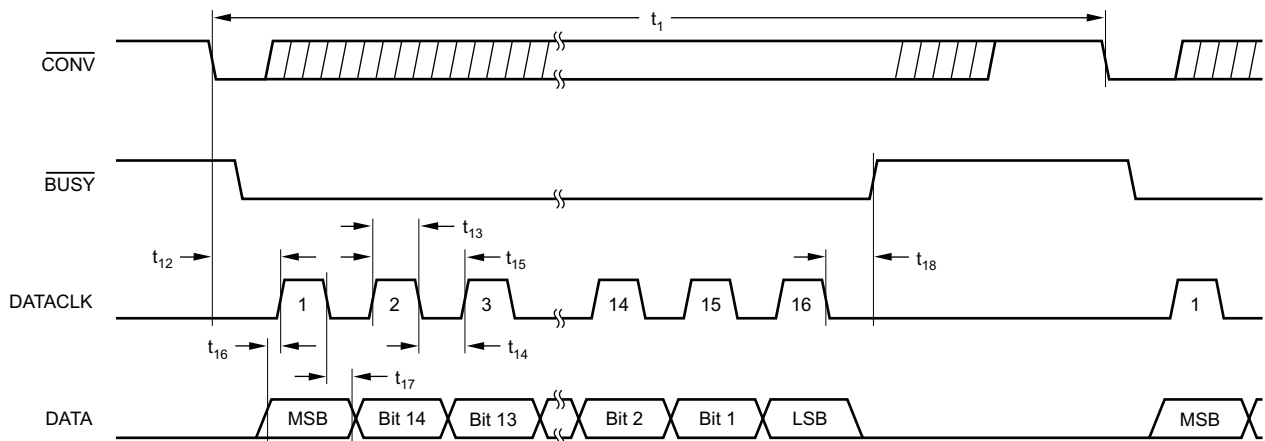 t1
CONV
BUSY
t13
t12
t15
t18
DATACLK
1
2
3
14
15
16
1
t16
t14
t17
DATA
MSB
Bit 14
Bit 13
Bit 2
Bit 1
LSB
MSB